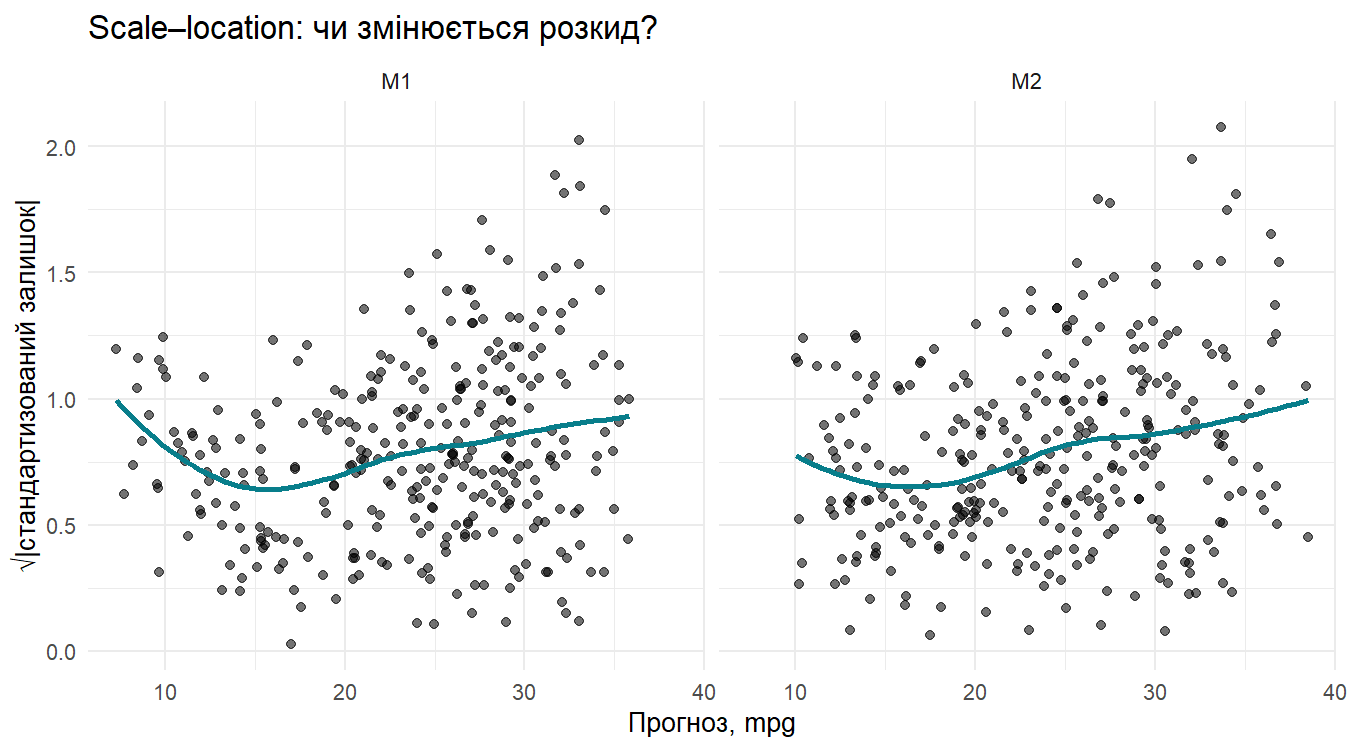 Scale–location: чи змінюється розкид?
M1
M2
√|стандартизований залишок|
2.0
1.5
1.0
0.5
0.0
10
20
30
40
10
20
30
40
Прогноз, mpg